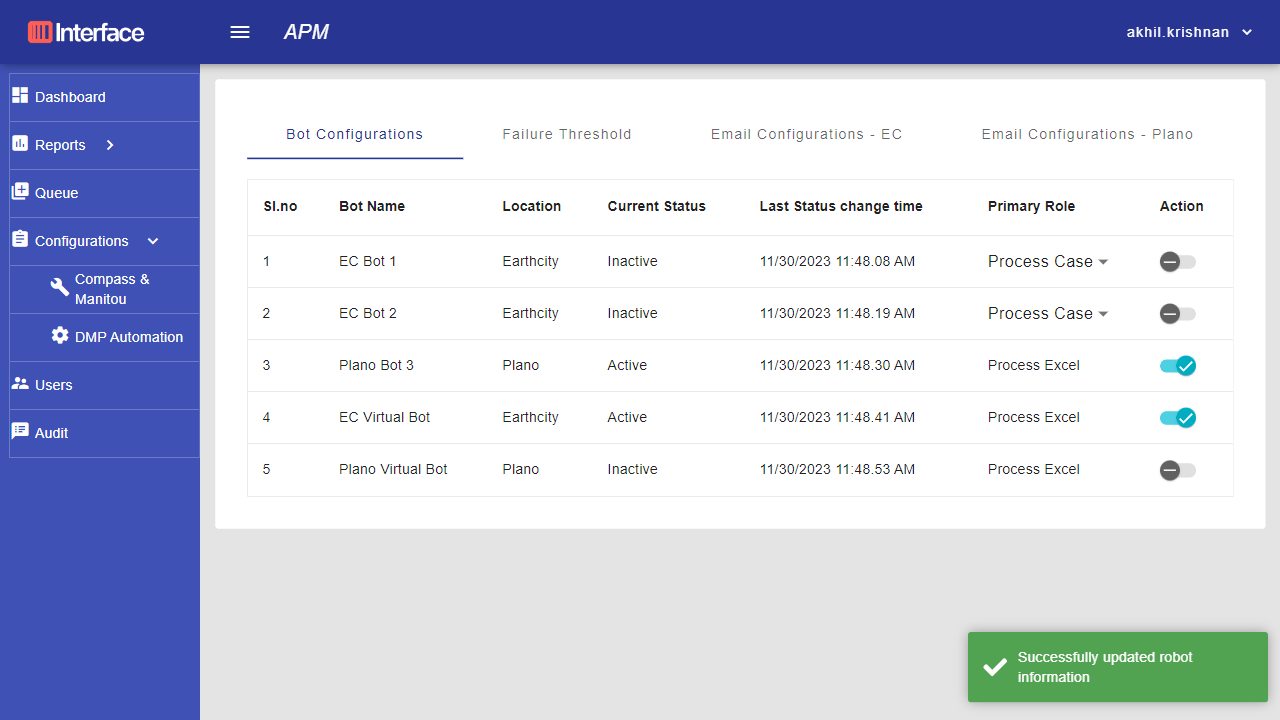 Interface
APM
akhil.krishnan
Dashboard
Reports
Queue
Configurations
Compass &
Manitou
DMP Automation
Users
Audit
Bot Configurations Failure Threshold Email Configurations - EC Email Configurations - Plano
Sl.no Bot Name Location Current Status Last Status change time Primary Role Action
1 EC Bot 1 Earthcity Inactive 11/30/2023 11:48.08 AM Process Case
2 EC Bot 2 Earthcity Inactive 11/30/2023 11:48.19 AM Process Case
3 Plano Bot 3 Plano Active 11/30/2023 11:48.30 AM Process Excel
4 EC Virtual Bot Earthcity Active 11/30/2023 11:48.41 AM Process Excel
5 Plano Virtual Bot Plano Inactive 11/30/2023 11:48.53 AM Process Excel
Successfully updated robot
information